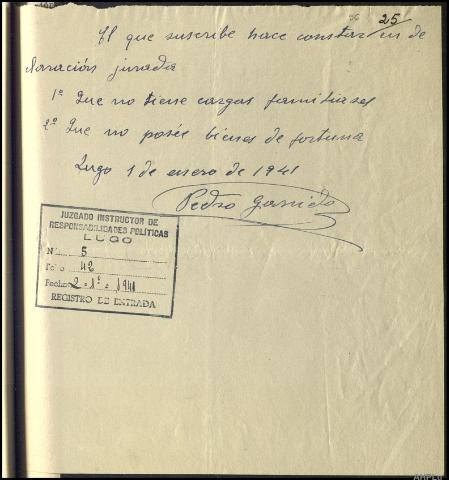 25
El que suscribe hace constar en de
claración jurada
1º Que no tiene cargas familiares
2º Que no posée bienes de fortuna
Lugo 1 de enero de 1941
Pedro Garrido
JUZGADO INSTRUCTOR DE
RESPONSABILIDADES POLÍTICAS
LUGO
N.º 5
Folio 42
Fecha 2-1º-1941
REGISTRO DE ENTRADA
AHPLu